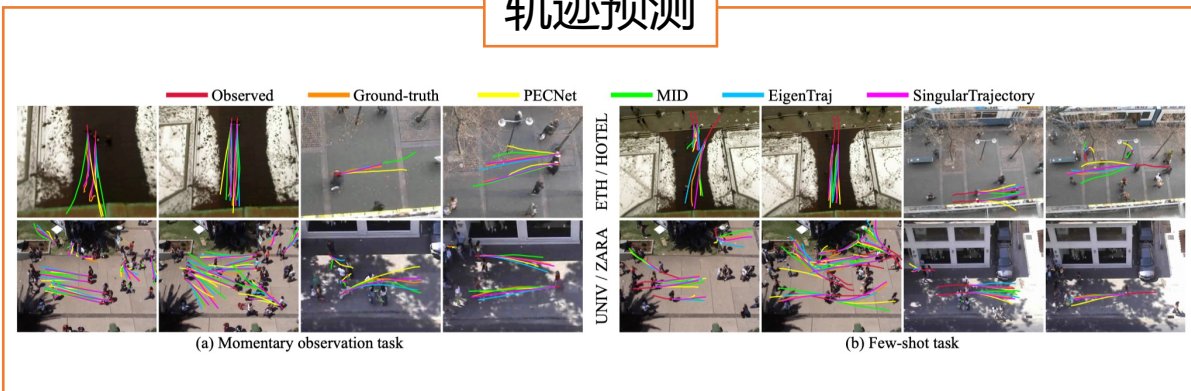 轨迹预测
Observed Ground-truth PECNet MID EigenTraj SingularTrajectory
ETH / HOTEL
UNIV / ZARA
(a) Momentary observation task
(b) Few-shot task